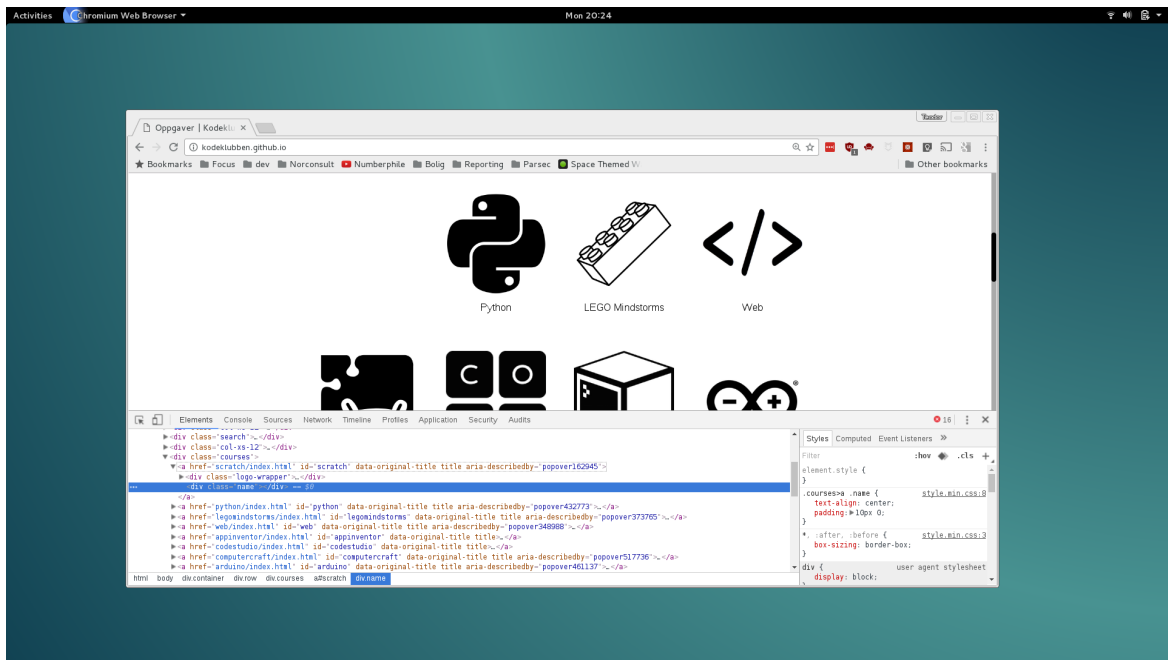 Activities Chromium Web Browser Mon 20:24
Oppgaver | Kodeklu
kodeklubben.github.io
Bookmarks Focus dev Norconsult Numberphile Bolig Reporting Parsec Space Themed W Other bookmarks
Python LEGO Mindstorms Web
C O
Elements Console Sources Network Timeline Profiles Application Security Audits 16
<div class="search">…</div>
<div class="col-xs-12">…</div>
<div class="courses">
<a href="scratch/index.html" id="scratch" data-original-title title aria-describedby="popover162945">
<div class="logo-wrapper">…</div>
<div class="name"></div> == $0
</a>
<a href="python/index.html" id="python" data-original-title title aria-describedby="popover432773">…</a>
<a href="legomindstorms/index.html" id="legomindstorms" data-original-title title aria-describedby="popover373765">…</a>
<a href="web/index.html" id="web" data-original-title title aria-describedby="popover348988">…</a>
<a href="appinventor/index.html" id="appinventor" data-original-title title>…</a>
<a href="codestudio/index.html" id="codestudio" data-original-title title>…</a>
<a href="computercraft/index.html" id="computercraft" data-original-title title aria-describedby="popover517736">…</a>
<a href="arduino/index.html" id="arduino" data-original-title title aria-describedby="popover461137">…</a>
html body div.container div.row div.courses a#scratch div.name
Styles Computed Event Listeners »
Filter :hov .cls +
element.style {
}
.courses>a .name { style.min.css:8
text-align: center;
padding: 10px 0;
}
*, :after, :before { style.min.css:3
box-sizing: border-box;
}
div { user agent stylesheet
display: block;